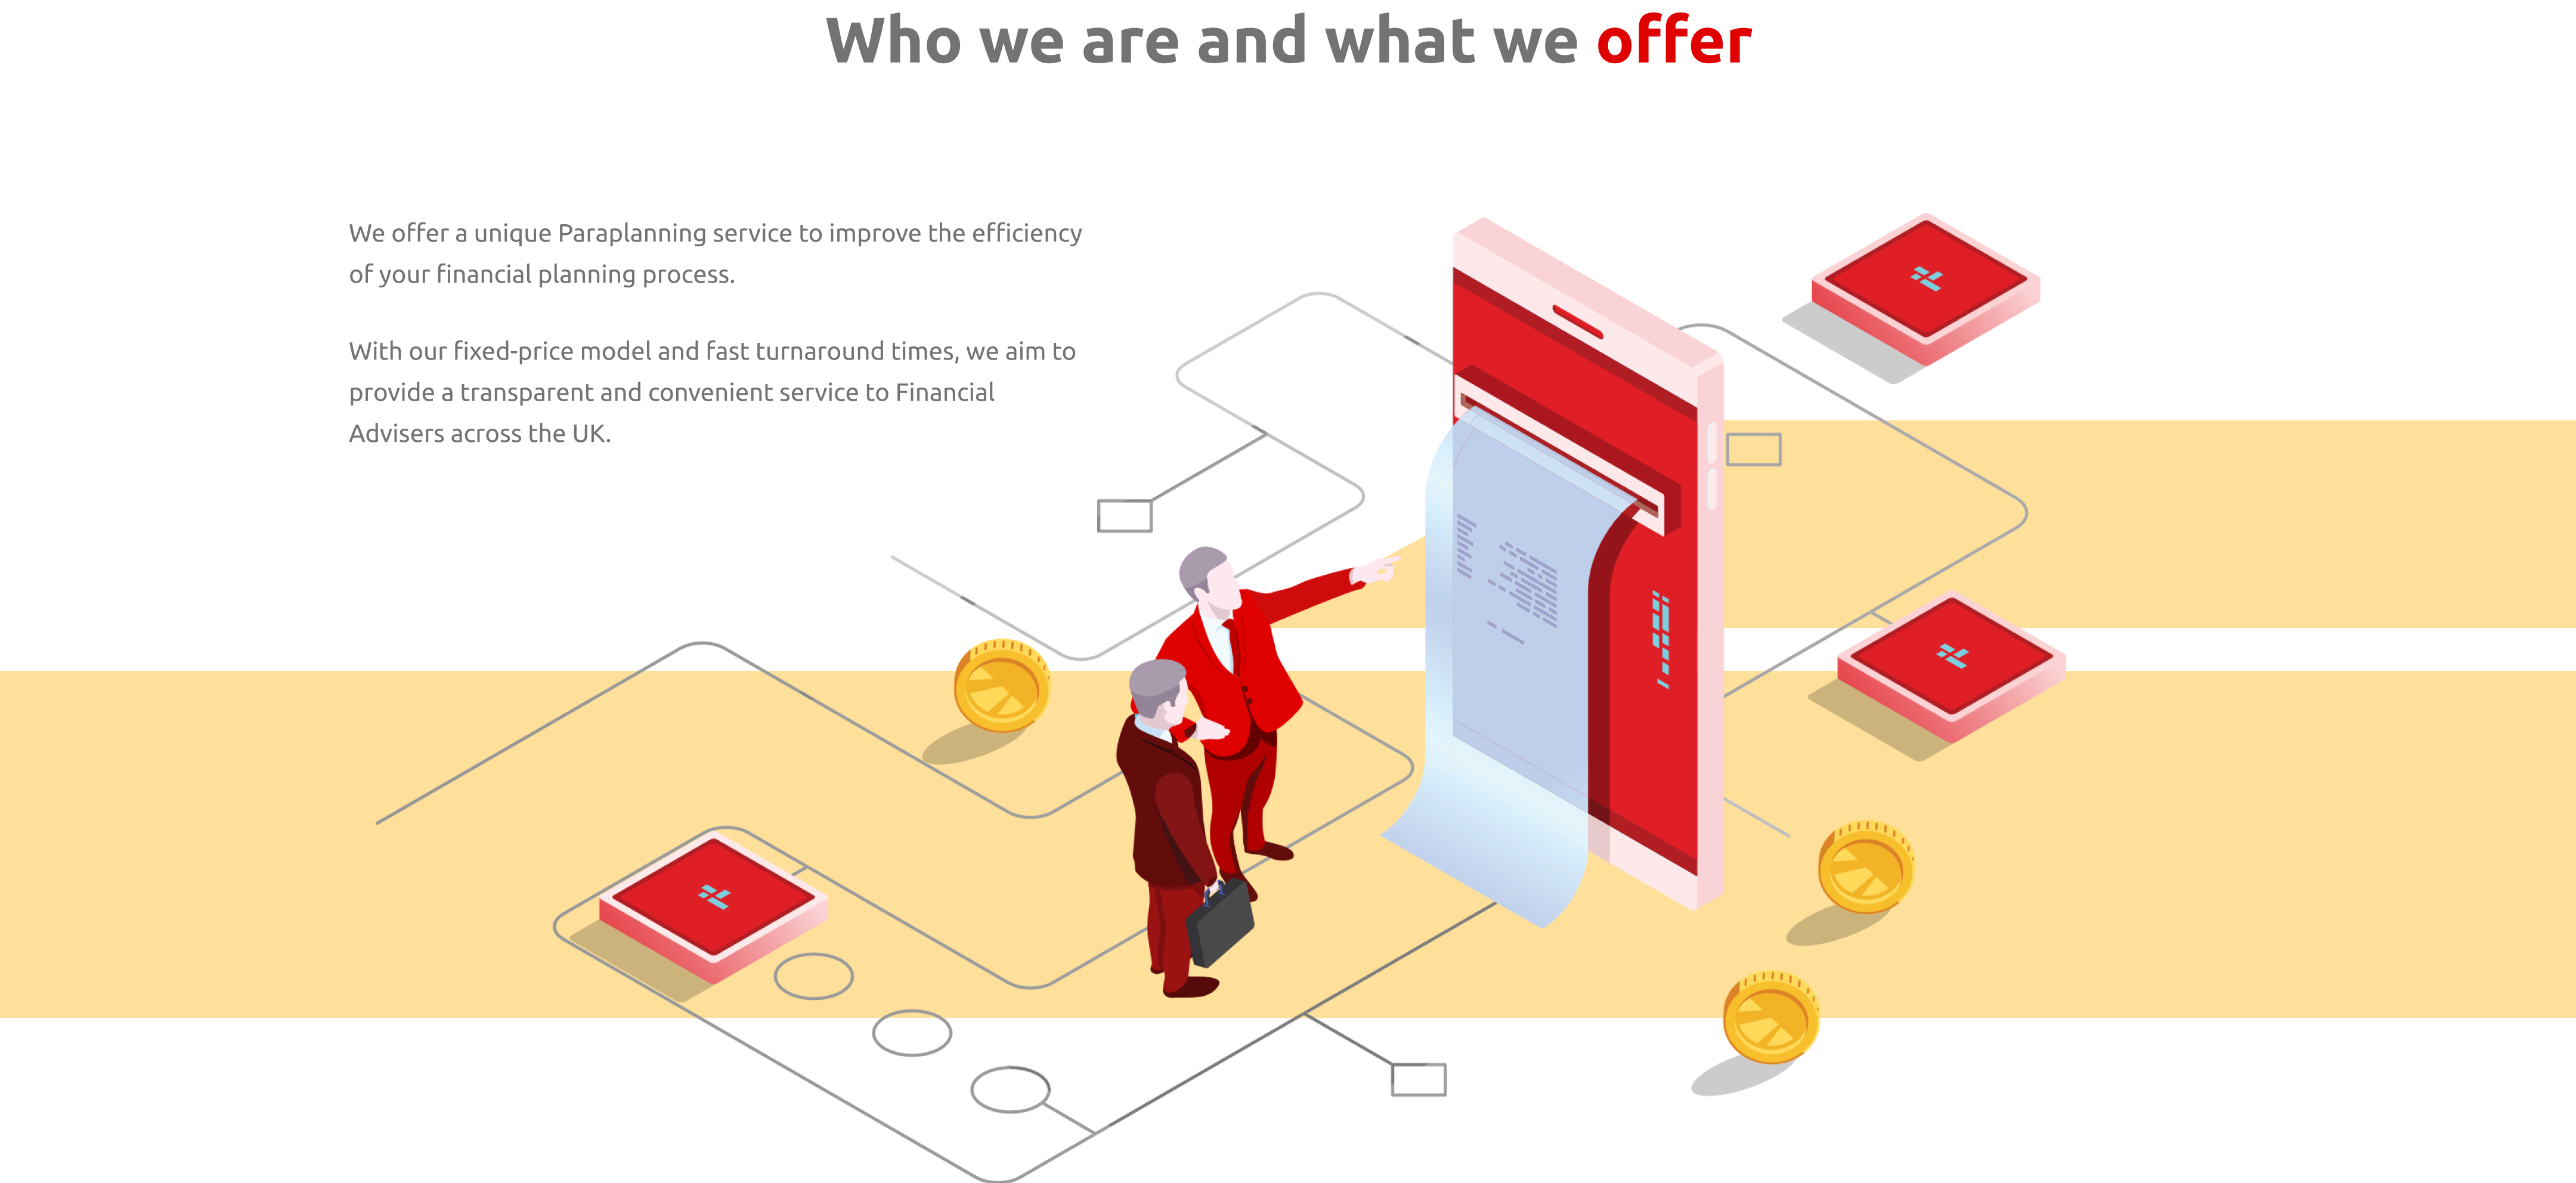 Who we are and what we offer
We offer a unique Paraplanning service to improve the efficiency
of your financial planning process.
With our fixed-price model and fast turnaround times, we aim to
provide a transparent and convenient service to Financial
Advisers across the UK.